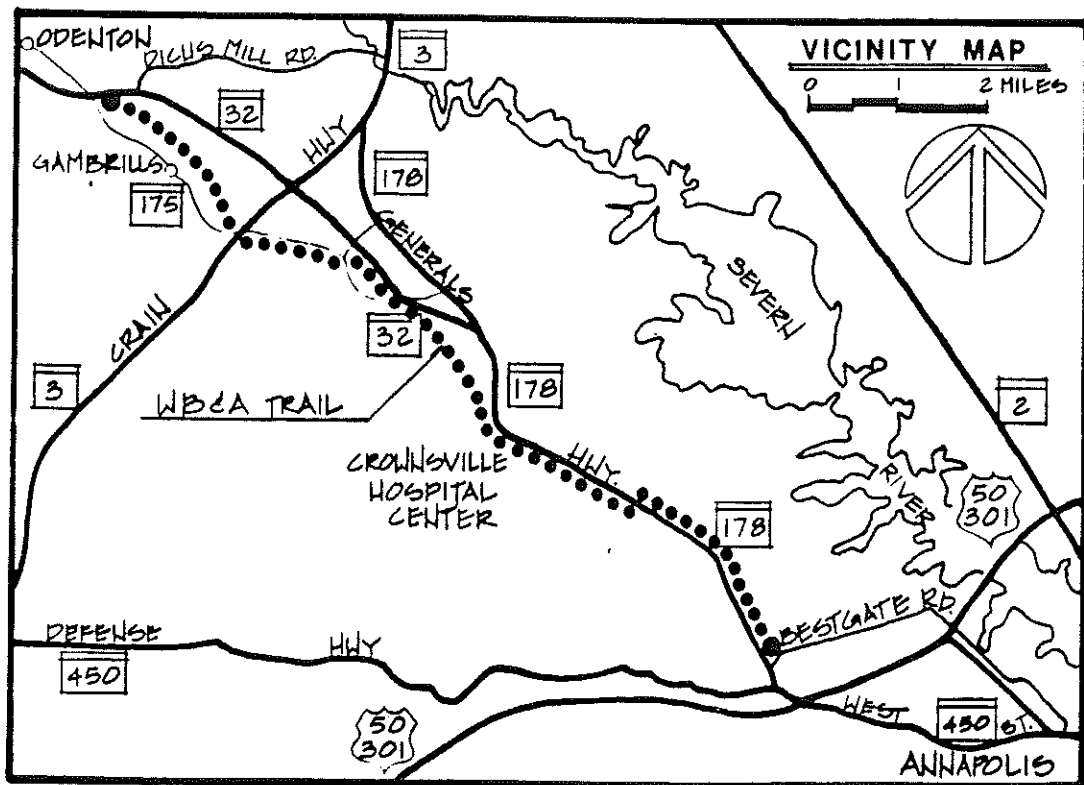 ODENTON
DICUS MILL RD.
3
VICINITY MAP
0 1 2 MILES
32
HWY
GAMBRILLS
178
175
GENERALS
SEVERN
CRAIN
32
3
178
2
WB&A TRAIL
CROWNSVILLE
HOSPITAL
CENTER
HWY.
RIVER
50
301
178
BESTGATE RD.
DEFENSE
HWY
450
50
301
WEST
450
ST.
ANNAPOLIS